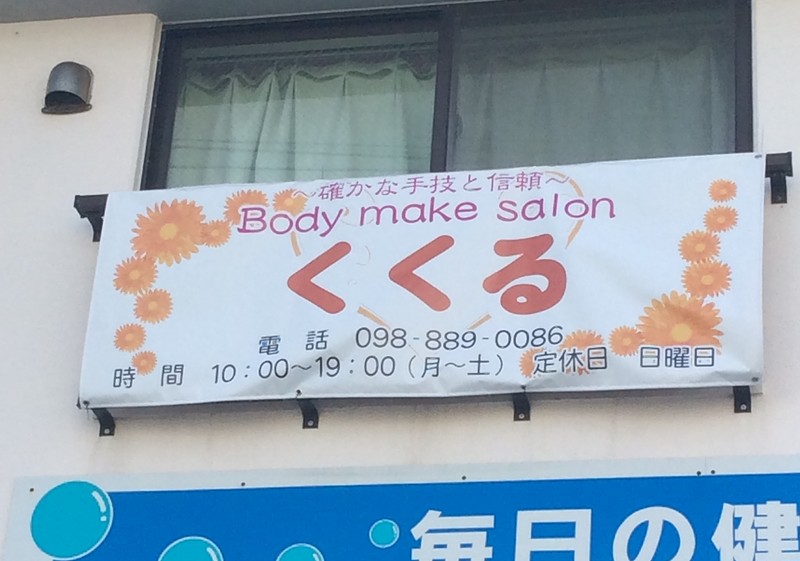 ～確かな手技と信頼～
Body make salon
くくる
電話 098-889-0086
時間 10：00～19：00（月～土） 定休日 日曜日
毎日の健